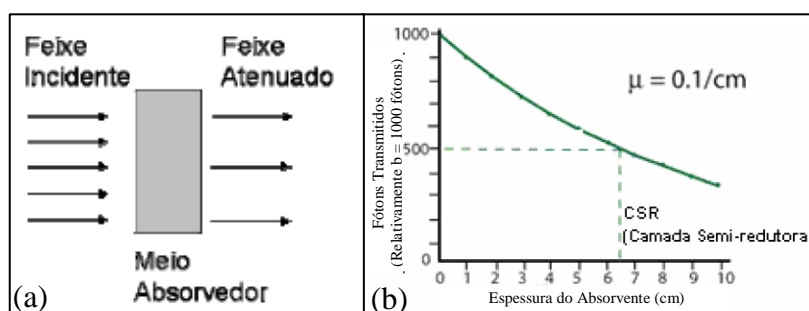 Feixe
Incidente
Feixe
Atenuado
Meio
Absorvedor
(a)
Fótons Transmitidos
. (Relativamente b = 1000 fótons) .
1000
500
0
μ = 0.1/cm
CSR
(Camada Semi-redutora
0 1 2 3 4 5 6 7 8 9 10
Espessura do Absorvente (cm)
(b)